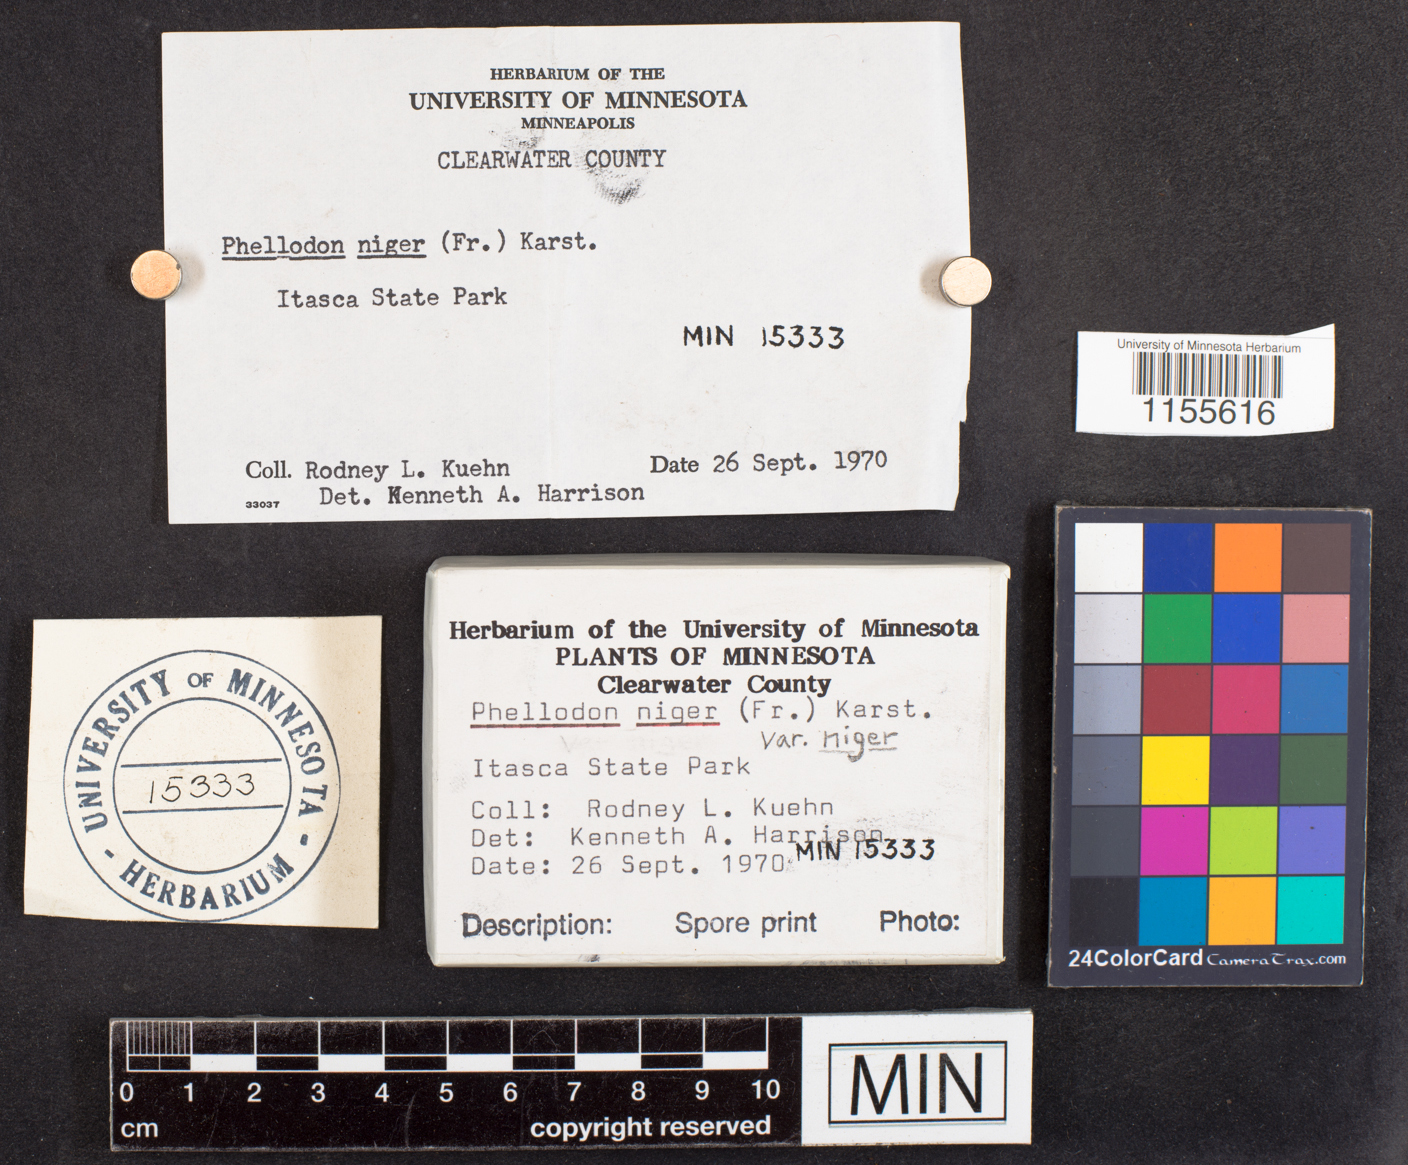 HERBARIUM OF THE
UNIVERSITY OF MINNESOTA
MINNEAPOLIS
CLEARWATER COUNTY
Phellodon niger (Fr.) Karst.
Itasca State Park
MIN 15333
Coll. Rodney L. Kuehn
Date 26 Sept. 1970
Det. Kenneth A. Harrison
33037
University of Minnesota Herbarium
1155616
UNIVERSITY OF MINNESOTA
15333
- HERBARIUM -
Herbarium of the University of Minnesota
PLANTS OF MINNESOTA
Clearwater County
Phellodon niger (Fr.) Karst.
var. niger
Itasca State Park
Coll: Rodney L. Kuehn
Det: Kenneth A. Harrison
MIN 15333
Date: 26 Sept. 1970
Description: Spore print Photo:
24ColorCard CameraTrax.com
0 1 2 3 4 5 6 7 8 9 10
cm
copyright reserved
MIN